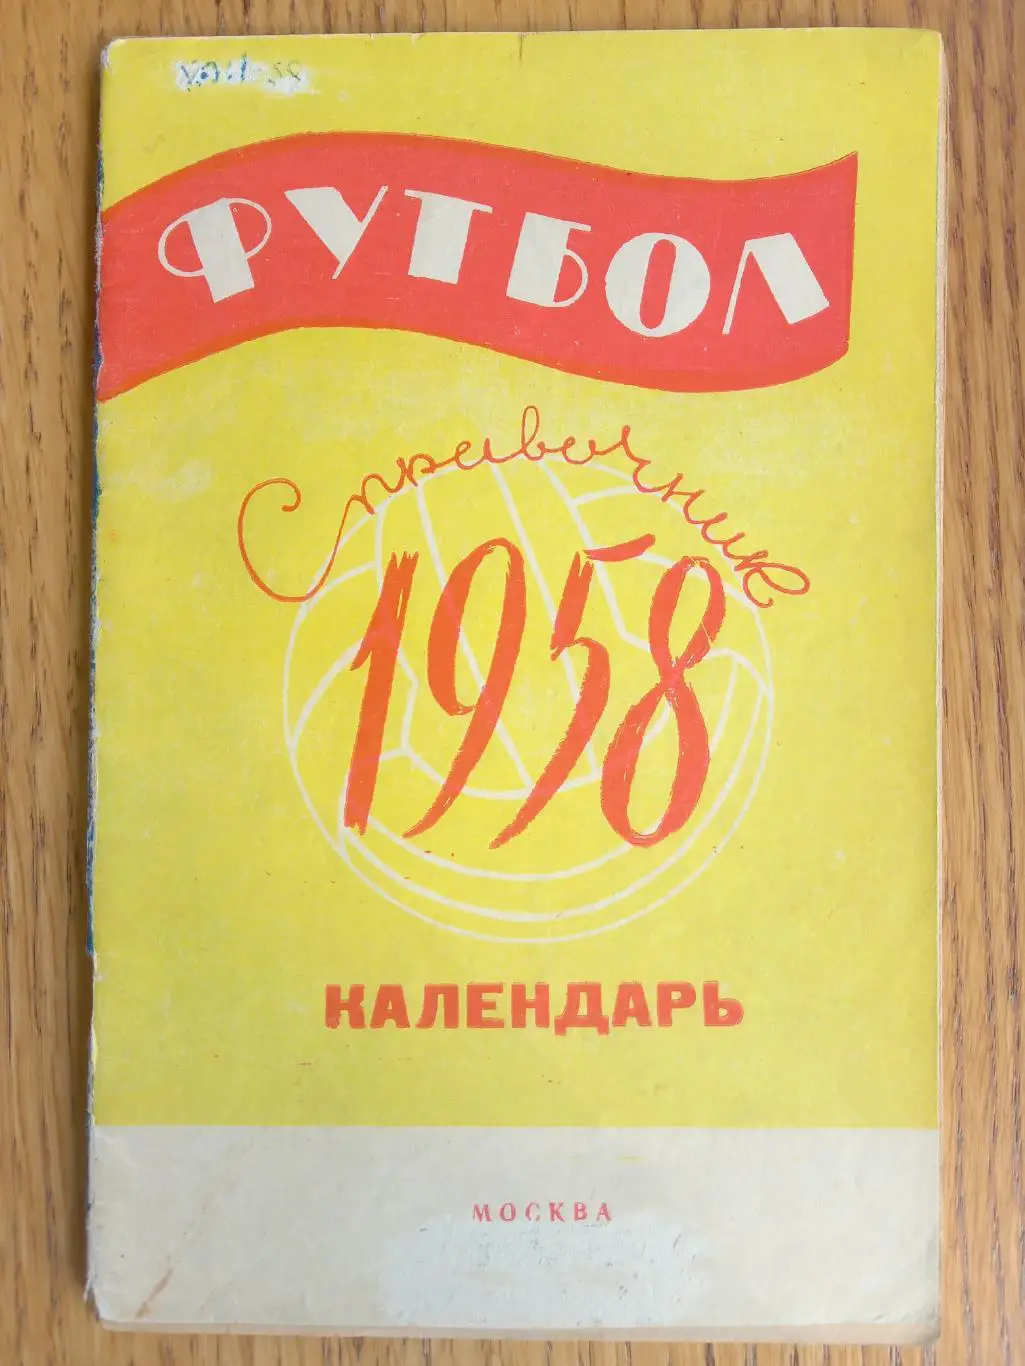 ФУТБОЛ
Справочник
1958
КАЛЕНДАРЬ
МОСКВА